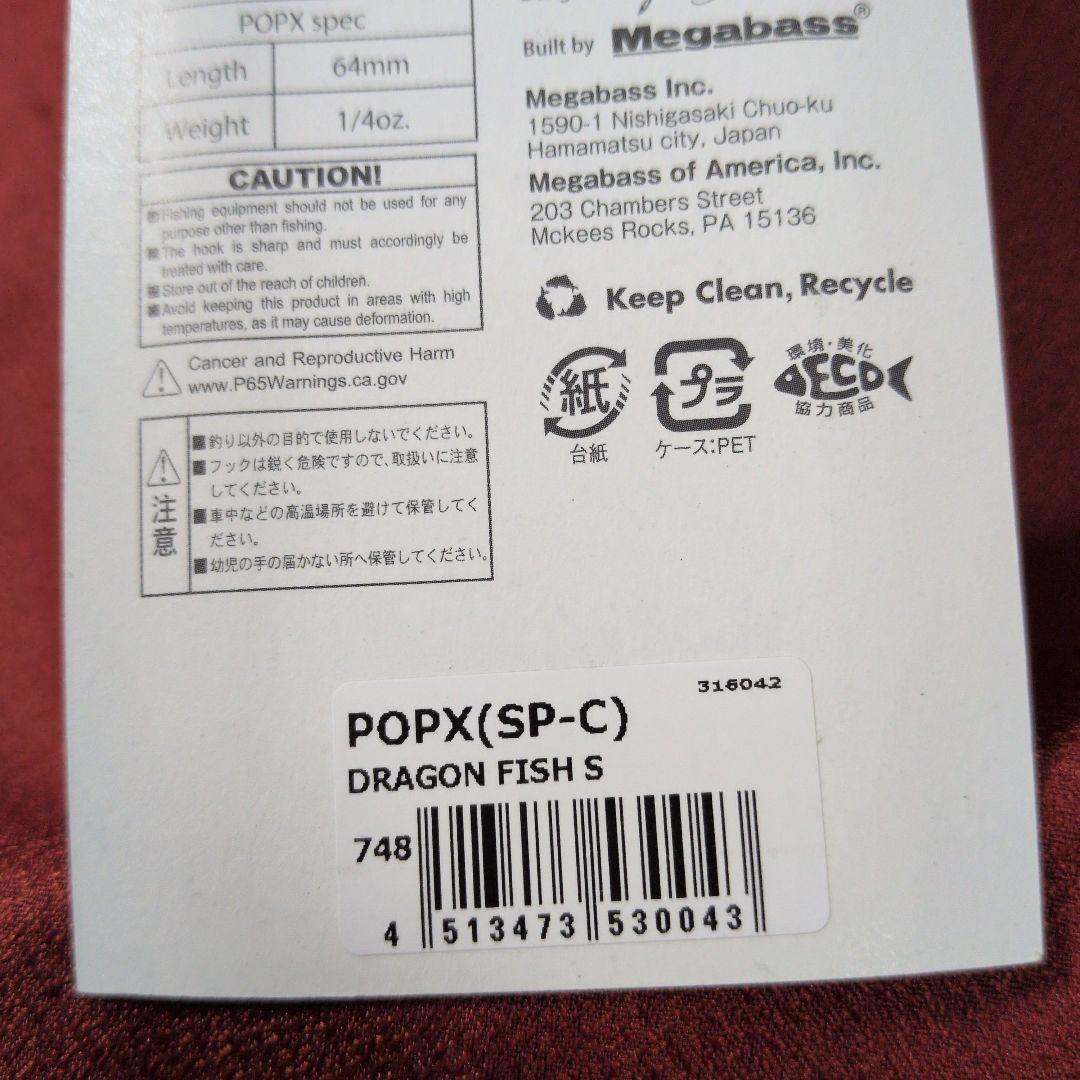 POPX spec
Length 64mm
Weight 1/4oz.
CAUTION!
Fishing equipment should not be used for any
purpose other than fishing.
The hook is sharp and must accordingly be
treated with care.
Store out of the reach of children.
Avoid keeping this product in areas with high
temperatures, as it may cause deformation.
Cancer and Reproductive Harm
www.P65Warnings.ca.gov
注意
■釣り以外の目的で使用しないでください。
■フックは鋭く危険ですので、取扱いに注意
してください。
■車中などの高温場所を避けて保管してく
ださい。
■幼児の手の届かない所へ保管してください。
Built by Megabass®
Megabass Inc.
1590-1 Nishigasaki Chuo-ku
Hamamatsu city, Japan
Megabass of America, Inc.
203 Chambers Street
Mckees Rocks, PA 15136
Keep Clean, Recycle
紙
台紙
プラ
ケース:PET
環境・美化
ECO
協力商品
316042
POPX(SP-C)
DRAGON FISH S
748
4 513473 530043